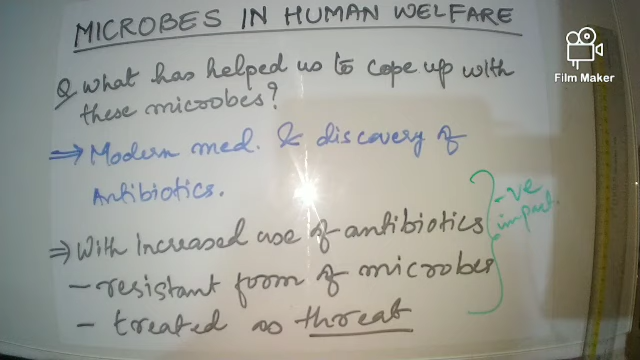 MICROBES IN HUMAN WELFARE
Film Maker
Q What has helped us to cope up with
these microbes?
⇒ Modern med. & discovery of
Antibiotics.
⇒ With Increased use of antibiotics
- resistant form of microbes
- treated as threat
-ve
impact.